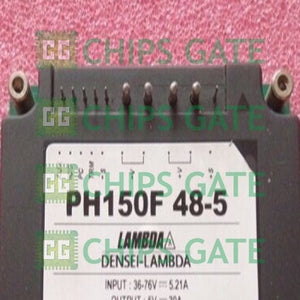 CHIPS GATE
CHIPS GATE
PH150F 48-5
LAMBDA
DENSEI-LAMBDA
INPUT : 36-76V ⎓ 5.21A
CHIPS GATE